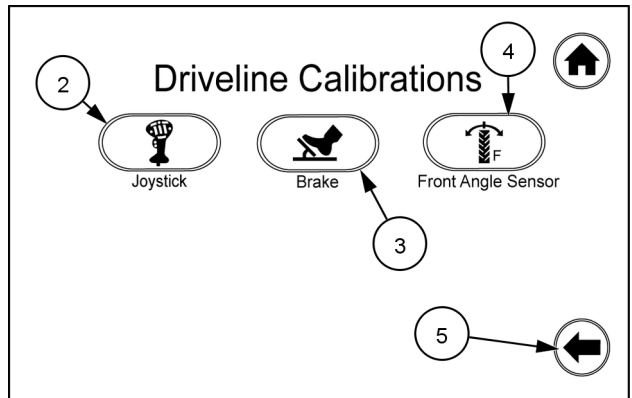 4
2
Driveline Calibrations
F
Joystick
Brake
Front Angle Sensor
3
5